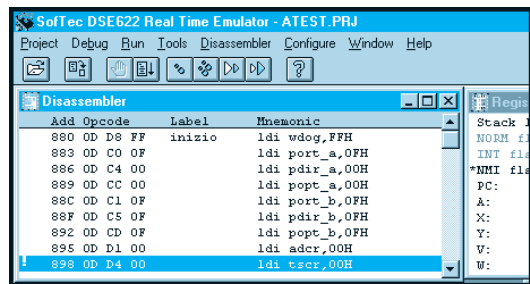 SofTec DSE622 Real Time Emulator - ATEST.PRJ
Project Debug Run Tools Disassembler Configure Window Help
Disassembler
Add Opcode Label Mnemonic
880 0D D8 FF inizio ldi wdog,FFH
883 0D C0 0F ldi port_a,0FH
886 0D C4 00 ldi pdir_a,00H
889 0D CC 00 ldi popt_a,00H
88C 0D C1 0F ldi port_b,0FH
88F 0D C5 0F ldi pdir_b,0FH
892 0D CD 0F ldi popt_b,0FH
895 0D D1 00 ldi adcr,00H
! 898 0D D4 00 ldi tscr,00H
Regis
Stack l
NORM fl
INT fla
*NMI fla
PC:
A:
X:
Y:
V:
W: